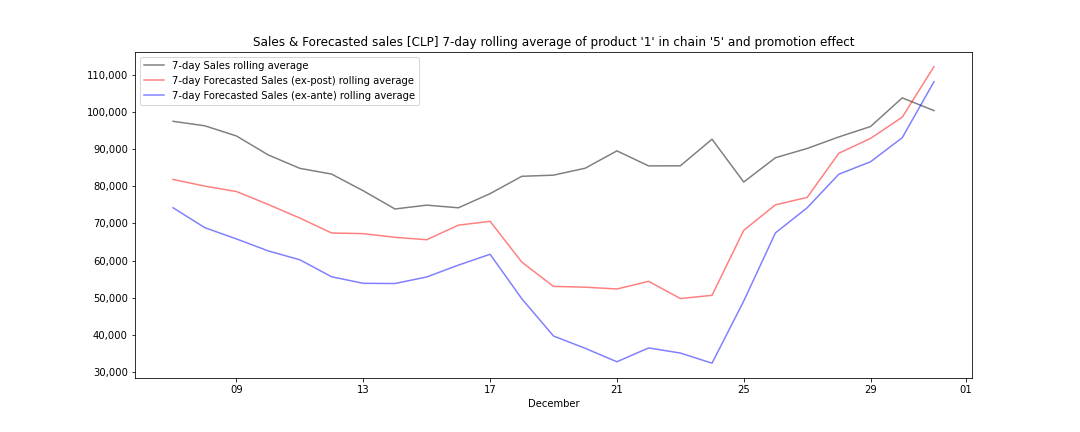 Sales & Forecasted sales [CLP] 7-day rolling average of product '1' in chain '5' and promotion effect
7-day Sales rolling average
7-day Forecasted Sales (ex-post) rolling average
7-day Forecasted Sales (ex-ante) rolling average
110,000
100,000
90,000
80,000
70,000
60,000
50,000
40,000
30,000
09 13 17 21 25 29 01
December